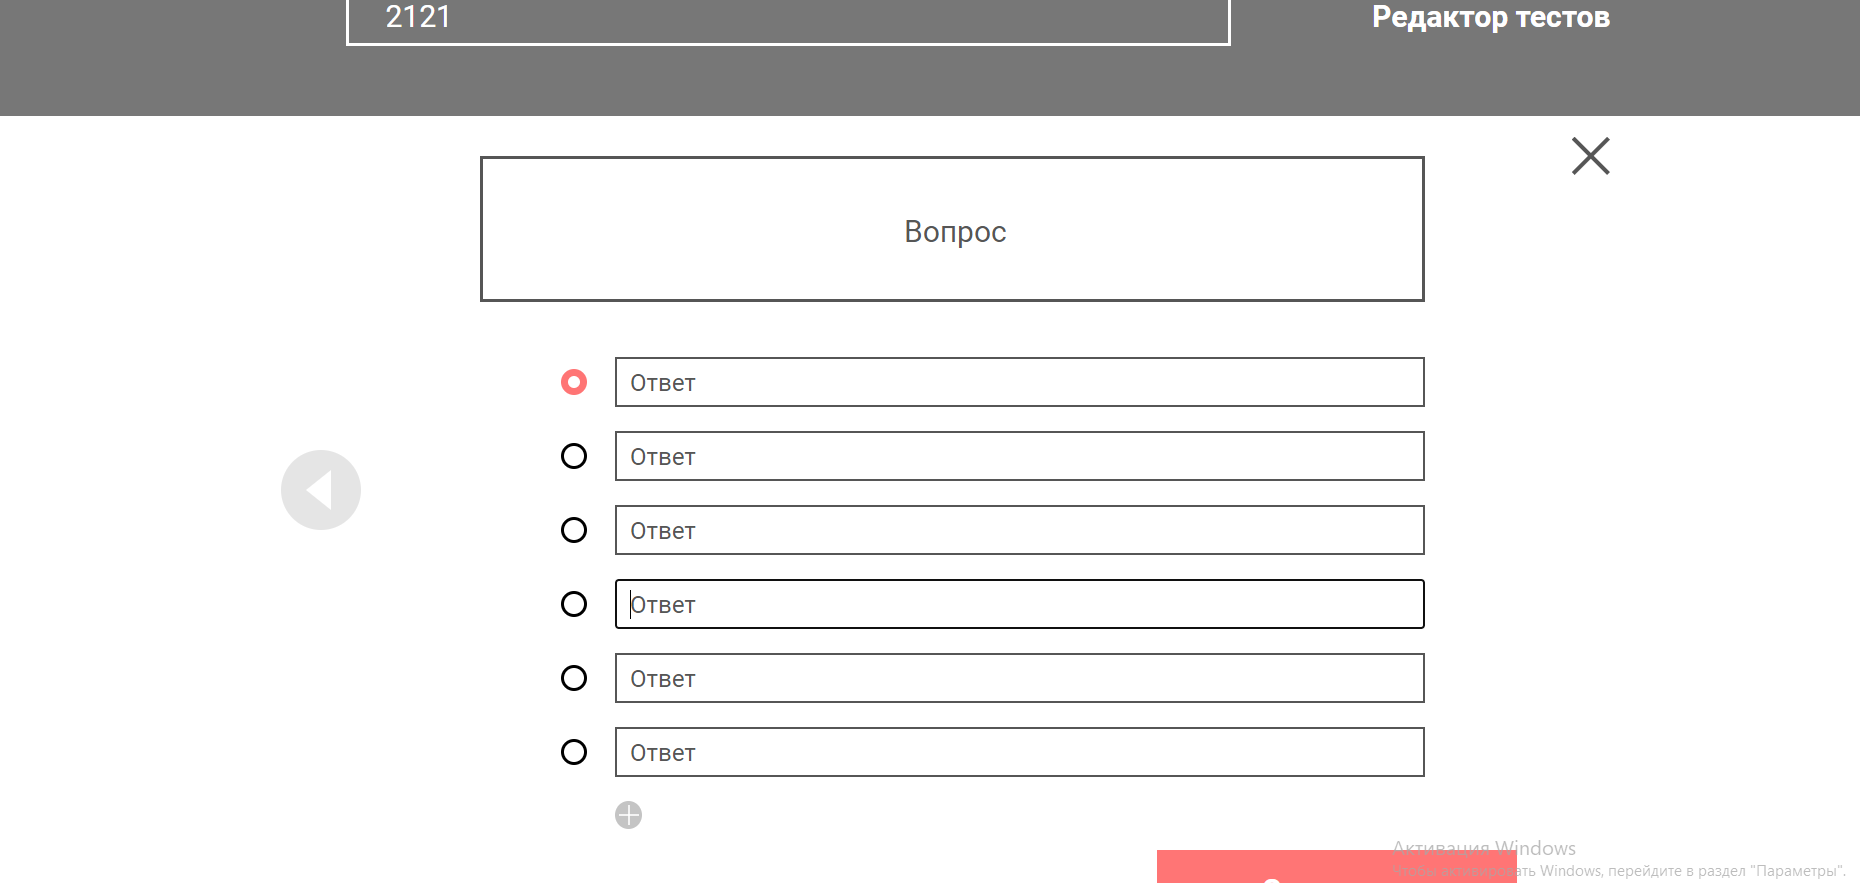 2121
Редактор тестов
Вопрос
Ответ
Ответ
Ответ
Ответ
Ответ
Ответ
Активация Windows
Чтобы активировать Windows, перейдите в раздел "Параметры".